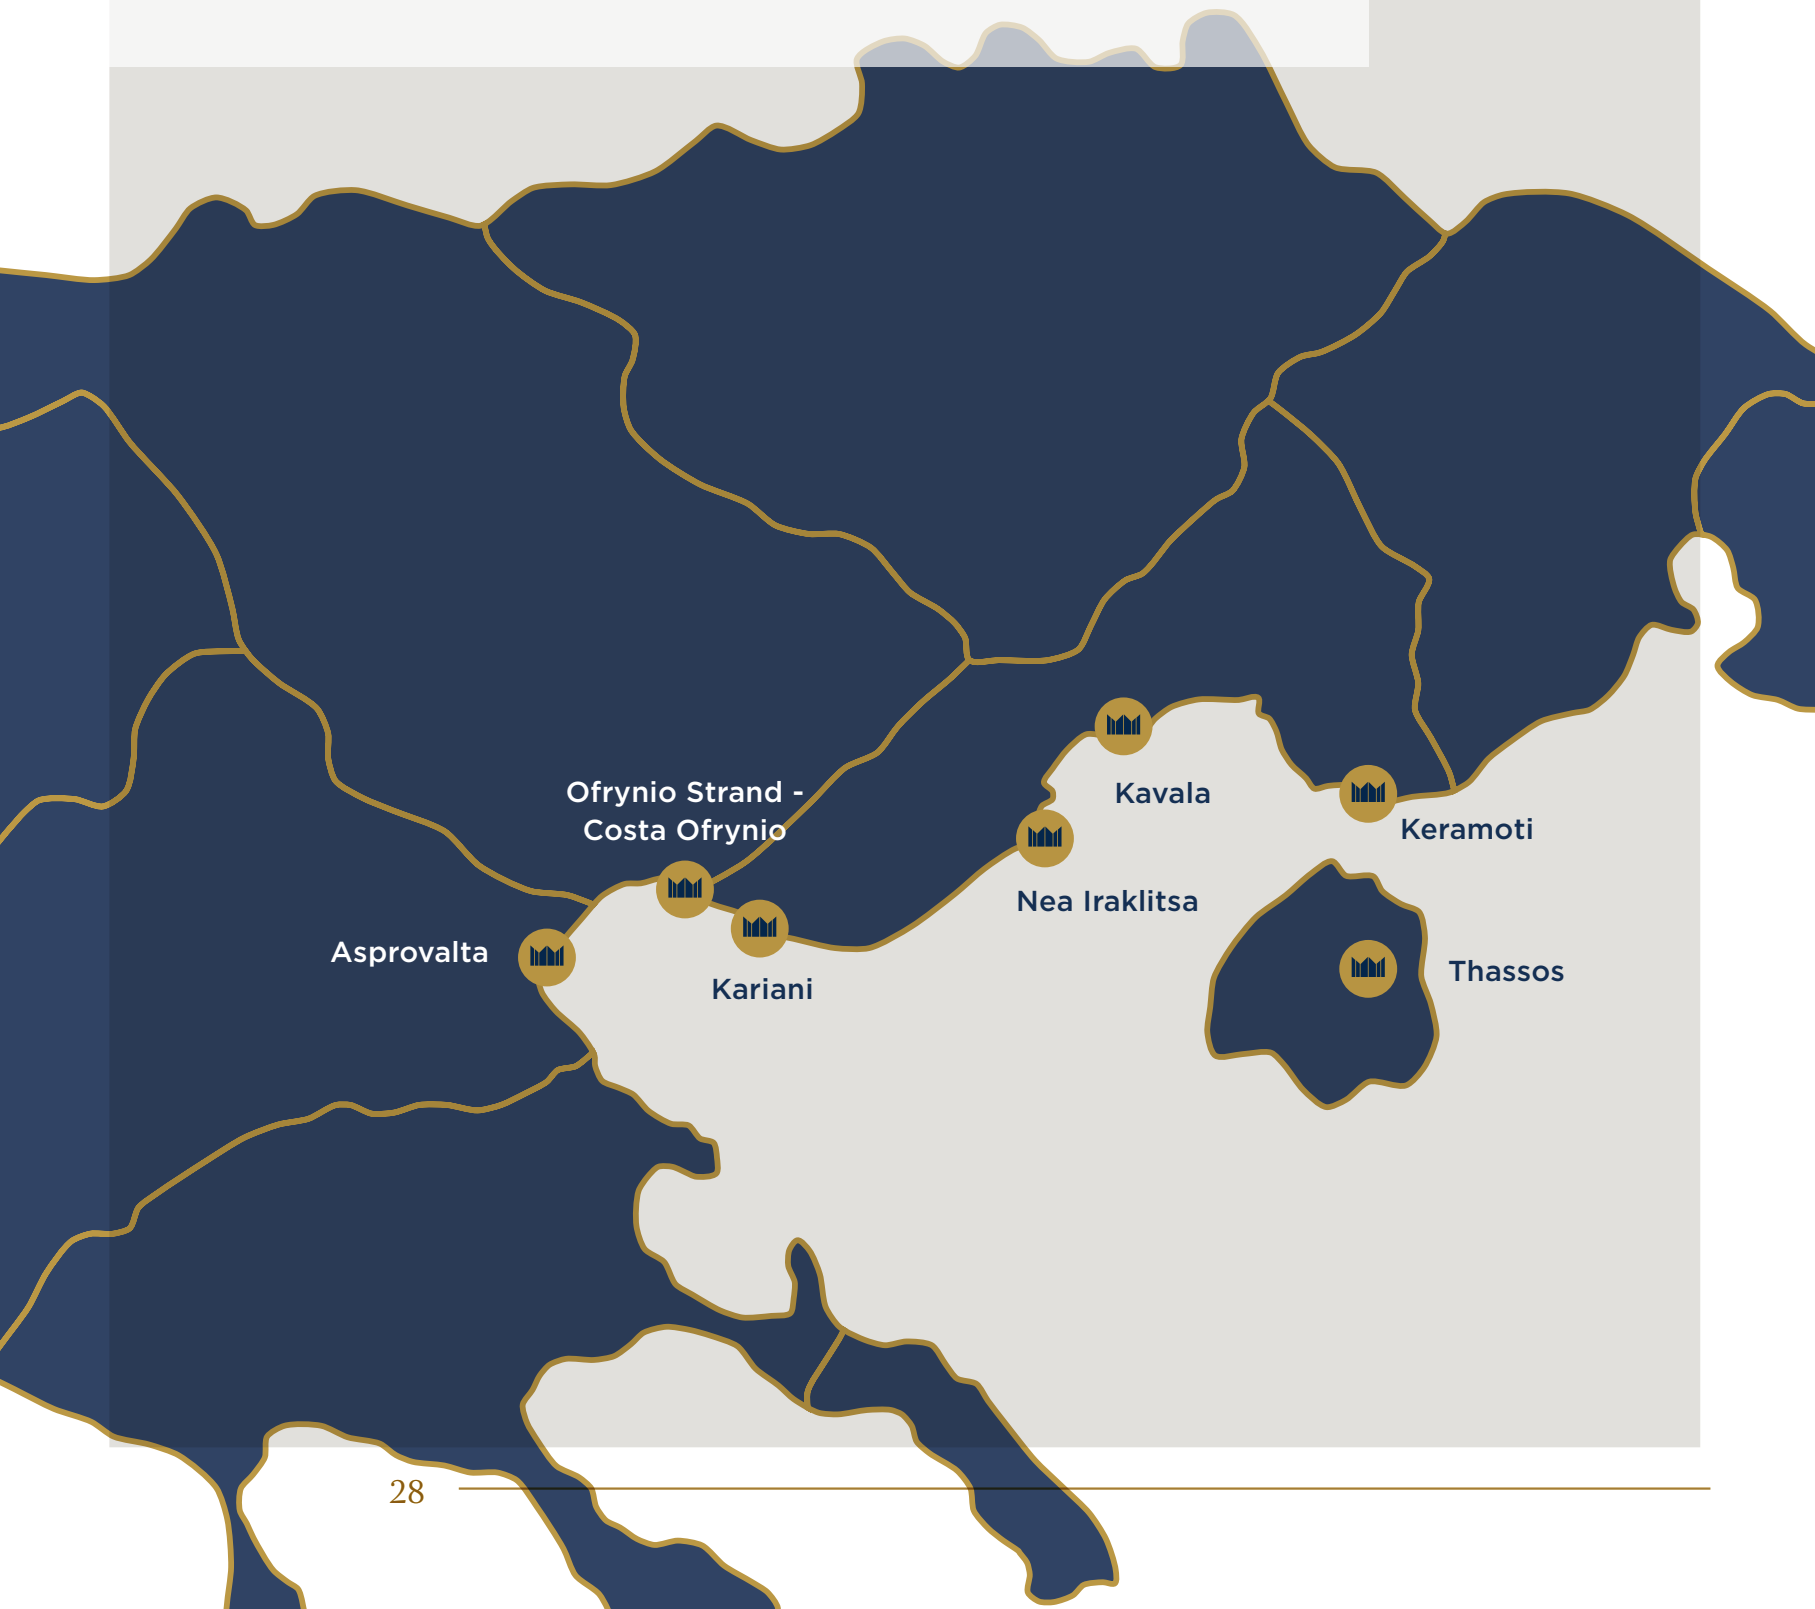 Ofrynio Strand -
Costa Ofrynio
Kavala
Keramoti
Nea Iraklitsa
Asprovalta
Kariani
Thassos
28